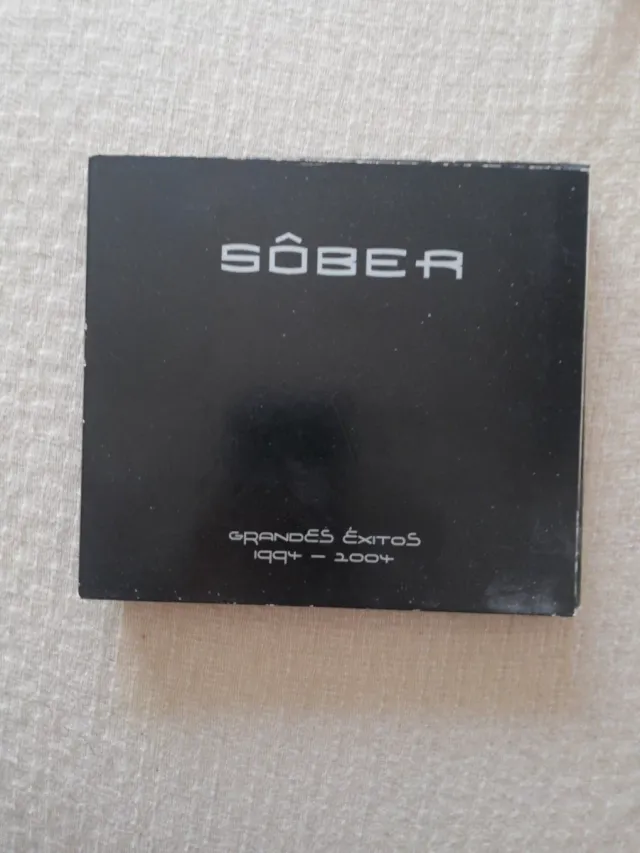 SÔBER
GRANDES ÉXITOS
1994 – 2004